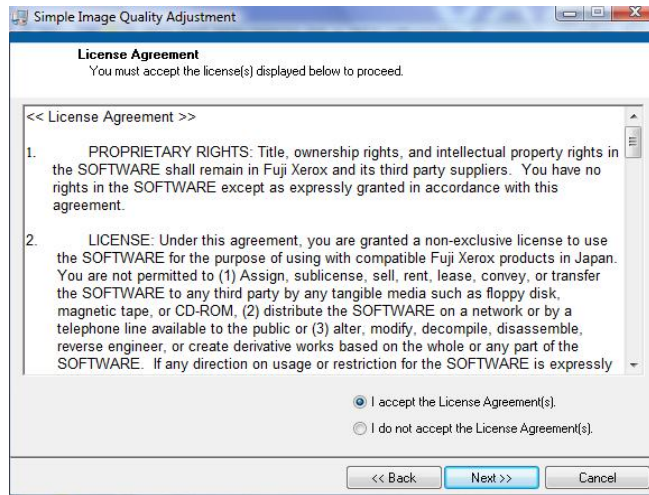 Simple Image Quality Adjustment
License Agreement
You must accept the license(s) displayed below to proceed.
<< License Agreement >>
1. PROPRIETARY RIGHTS: Title, ownership rights, and intellectual property rights in
the SOFTWARE shall remain in Fuji Xerox and its third party suppliers. You have no
rights in the SOFTWARE except as expressly granted in accordance with this
agreement.
2. LICENSE: Under this agreement, you are granted a non-exclusive license to use
the SOFTWARE for the purpose of using with compatible Fuji Xerox products in Japan.
You are not permitted to (1) Assign, sublicense, sell, rent, lease, convey, or transfer
the SOFTWARE to any third party by any tangible media such as floppy disk,
magnetic tape, or CD-ROM, (2) distribute the SOFTWARE on a network or by a
telephone line available to the public or (3) alter, modify, decompile, disassemble,
reverse engineer, or create derivative works based on the whole or any part of the
SOFTWARE. If any direction on usage or restriction for the SOFTWARE is expressly
I accept the License Agreement(s).
I do not accept the License Agreement(s).
<< Back Next >> Cancel